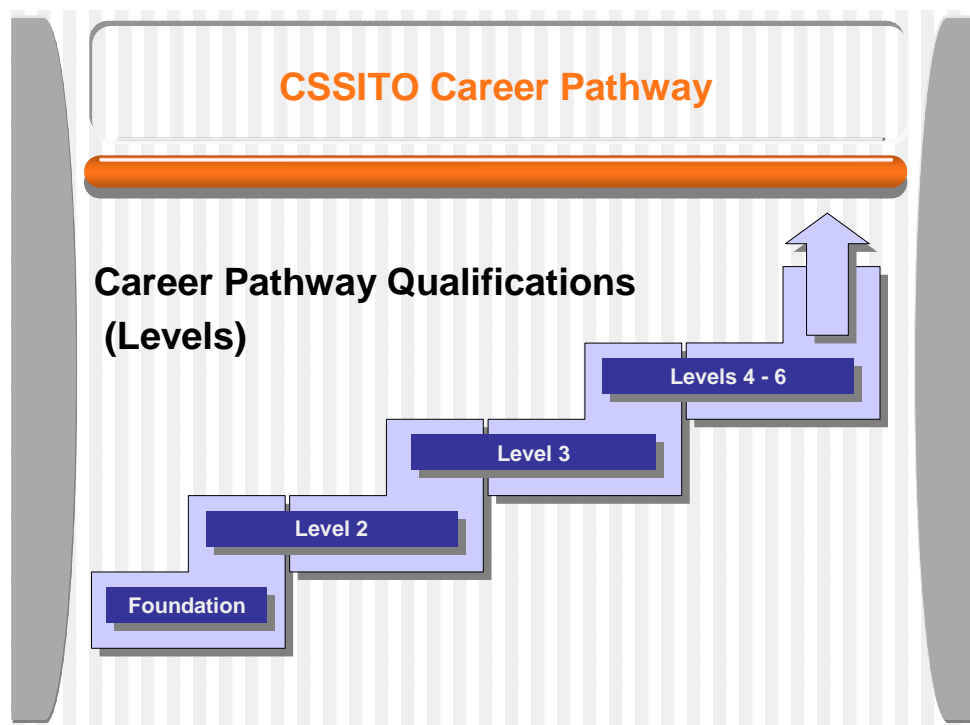 CSSITO Career Pathway
Career Pathway Qualifications
(Levels)
Levels 4 - 6
Level 3
Level 2
Foundation